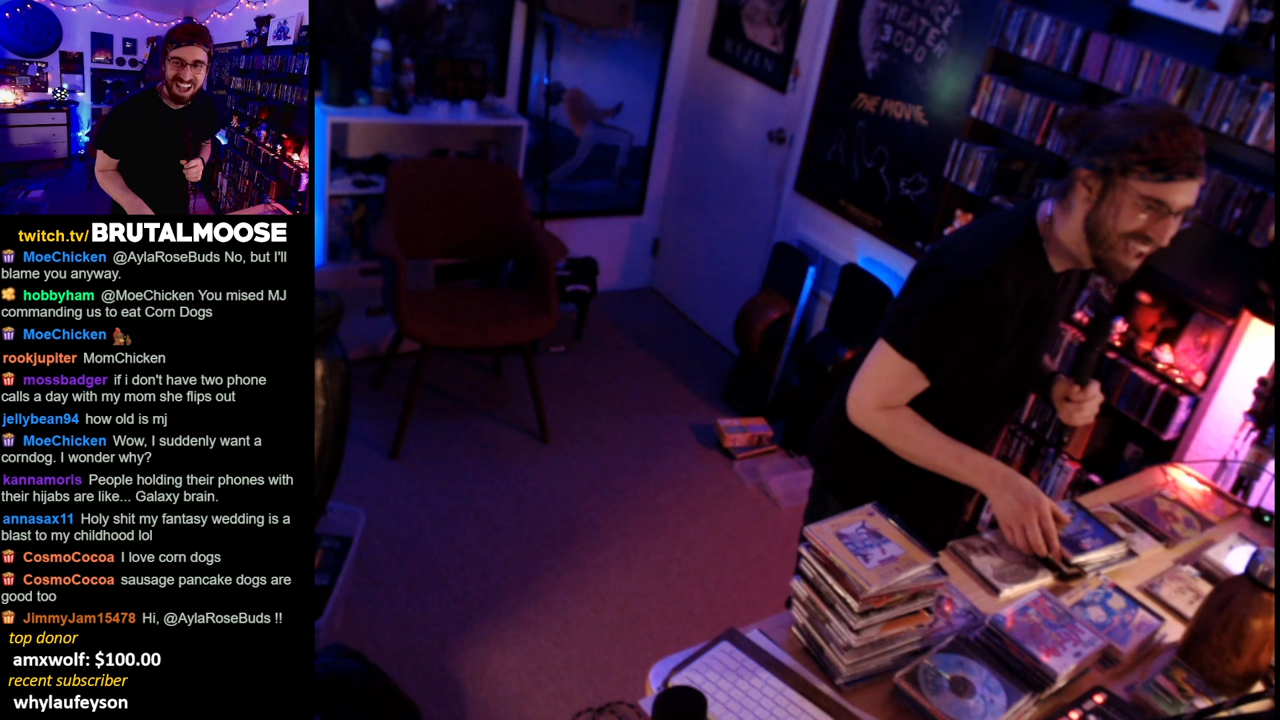 twitch.tv/BRUTALMOOSE
MoeChicken @AylaRoseBuds No, but I'll
blame you anyway.
hobbyham @MoeChicken You mised MJ
commanding us to eat Corn Dogs
MoeChicken
rookjupiter MomChicken
mossbadger if i don't have two phone
calls a day with my mom she flips out
jellybean94 how old is mj
MoeChicken Wow, I suddenly want a
corndog. I wonder why?
kannamoris People holding their phones with
their hijabs are like... Galaxy brain.
annasax11 Holy shit my fantasy wedding is a
blast to my childhood lol
CosmoCocoa I love corn dogs
CosmoCocoa sausage pancake dogs are
good too
JimmyJam15478 Hi, @AylaRoseBuds !!
top donor
amxwolf: $100.00
recent subscriber
whylaufeyson
THEATER
3000
THE MOVIE